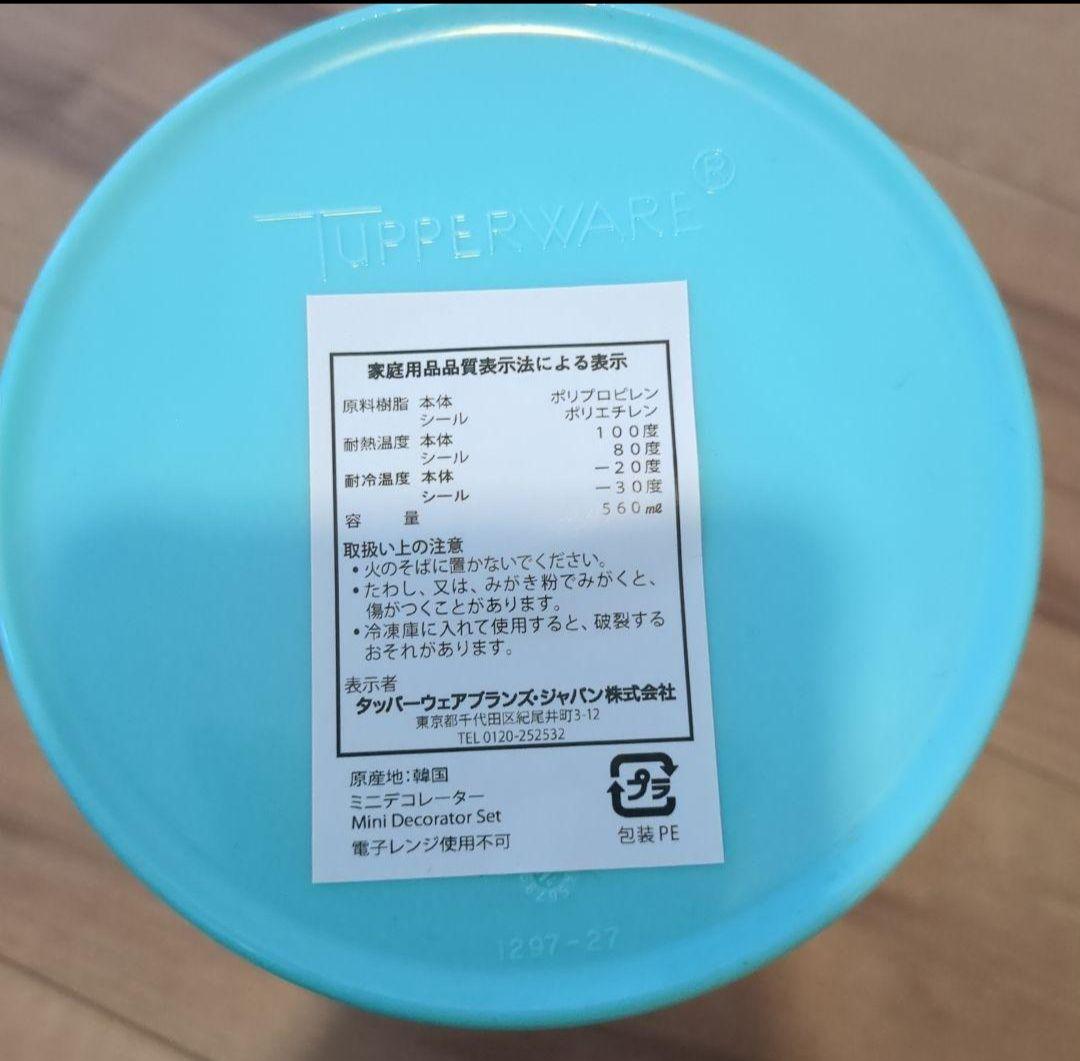 TUPPERWARE®
家庭用品品質表示法による表示
原料樹脂 本体 ポリプロピレン
シール ポリエチレン
耐熱温度 本体 100度
シール 80度
耐冷温度 本体 −20度
シール −30度
容 量 560㎖
取扱い上の注意
•火のそばに置かないでください。
•たわし、又は、みがき粉でみがくと、
傷がつくことがあります。
•冷凍庫に入れて使用すると、破裂する
おそれがあります。
表示者
タッパーウェアブランズ・ジャパン株式会社
東京都千代田区紀尾井町3-12
TEL 0120-252532
原産地：韓国
ミニデコレーター
Mini Decorator Set
電子レンジ使用不可
プラ
包装 PE
1297-27